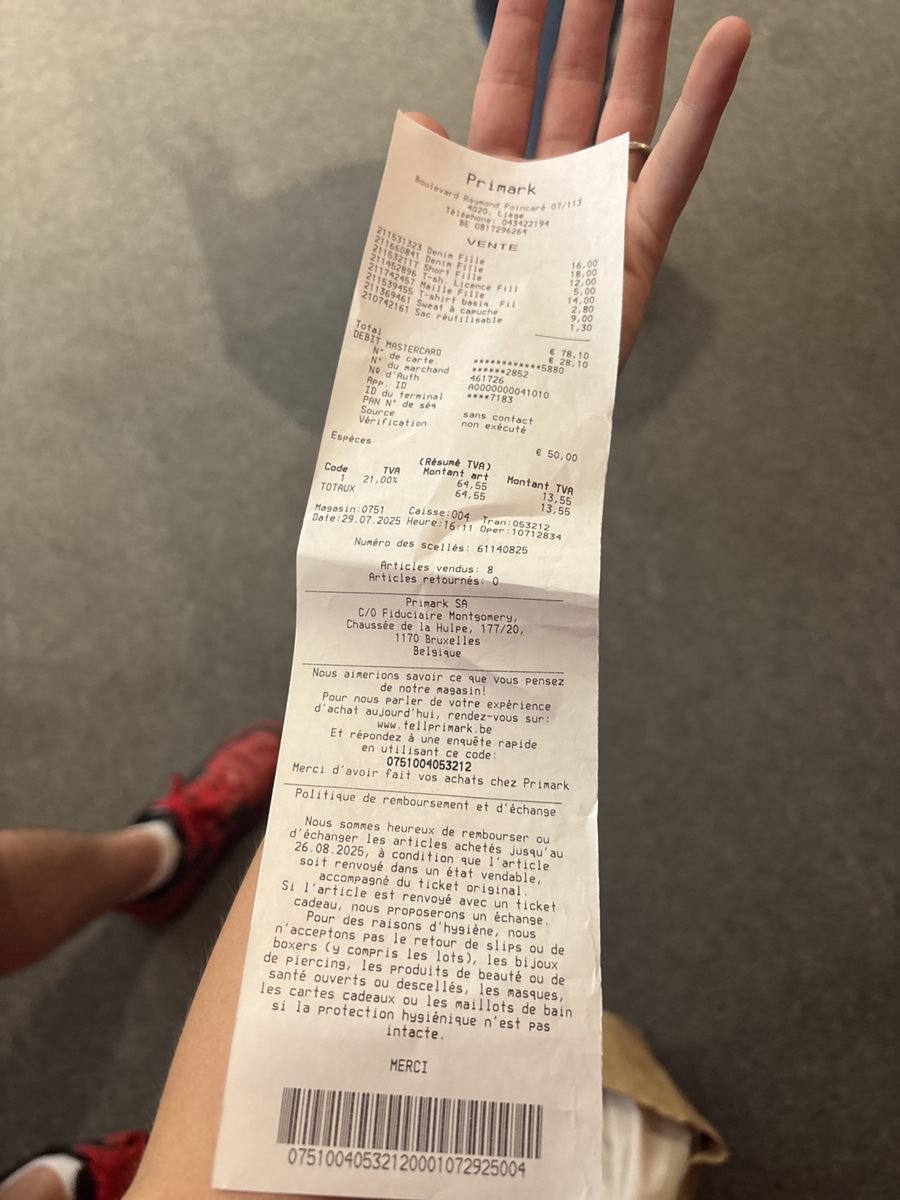 Primark
Boulevard Raymond Poincaré 07/113
4020, Liege
Téléphone: 043422194
BE 0817296264
VENTE
211531323 Denim Fille 16,00
211660841 Denim Fille 18,00
211532117 Short Fille 12,00
211452896 T-sh. Licence Fill 5,00
211742457 Maille Fille 14,00
211539455 T-shirt basiq. Fil 2,80
211369461 Sweat à capuche 9,00
210742161 Sac réutilisable 1,30
Total € 78,10
DEBIT MASTERCARD € 28,10
N° de carte. ************5880
N° du marchand ******2852
Nº d'Auth 461726
App. ID A0000000041010
ID du terminal ****7183
PAN N° de séq
Source sans contact
Vérification non exécuté
Espèces € 50,00
(Résumé TVA)
Code TVA Montant art Montant TVA
1 21,00% 64,55 13,55
TOTAUX 64,55 13,55
Magasin:0751 Caisse:004 Tran:053212
Date:29.07.2025 Heure:16:11 Oper:10712834
Numéro des scellés: 61140825
Articles vendus: 8
Articles retournés: 0
Primark SA
C/O Fiduciaire Montgomery,
Chaussée de la Hulpe, 177/20,
1170 Bruxelles
Belgique
Nous aimerions savoir ce que vous pensez
de notre magasin!
Pour nous parler de votre expérience
d'achat aujourd'hui, rendez-vous sur:
www.tellprimark.be
Et répondez à une enquête rapide
en utilisant ce code:
0751004053212
Merci d'avoir fait vos achats chez Primark
Politique de remboursement et d'échange
Nous sommes heureux de rembourser ou
d'échanger les articles achetés jusqu'au
26.08.2025, à condition que l'article
soit renvoyé dans un état vendable,
accompagné du ticket original.
Si l'article est renvoyé avec un ticket
cadeau, nous proposerons un échange.
Pour des raisons d'hygiène, nous
n'acceptons pas le retour de slips ou de
boxers (y compris les lots), les bijoux
de piercing, les produits de beauté ou de
santé ouverts ou descellés, les masques,
les cartes cadeaux ou les maillots de bain
si la protection hygiénique n'est pas
intacte.
MERCI
07510040532120001072925004